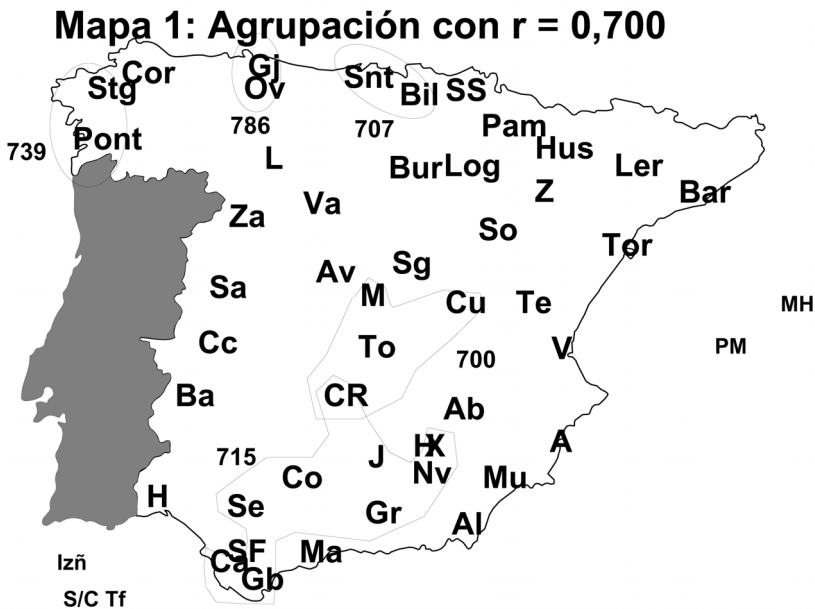 Mapa 1: Agrupación con r = 0,700
Cor
Gj
Stg
Ov
Snt
Bil
SS
739
Pont
786
707
Pam
Hus
L
Bur
Log
Ler
Z
Bar
Za
Va
So
Tor
Av
Sg
Sa
M
Cu
Te
MH
Cc
To
700
V
PM
Ba
CR
Ab
715
J
HX
A
Co
Nv
Mu
H
Se
Gr
Al
SF
Ca
Ma
Izñ
Gb
S/C Tf